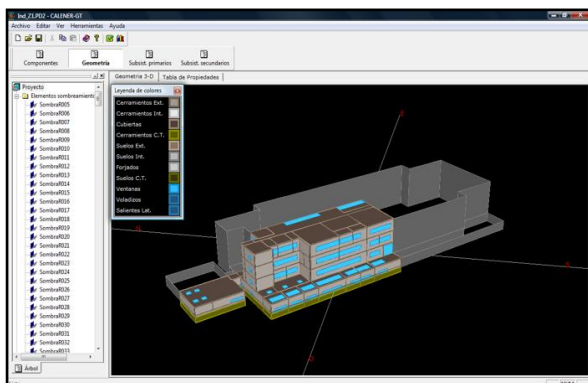 Ind_Z1.PD2 - CALENER-GT
Archivo Editar Ver Herramientas Ayuda
Componentes
Geometría
Subsist. primarios
Subsist. secundarios
Geometría 3-D
Tabla de Propiedades
Proyecto
Elementos sombreamiento
SombraR005
SombraR006
SombraR007
SombraR008
SombraR009
SombraR010
SombraR011
SombraR012
SombraR013
SombraR014
SombraR015
SombraR016
SombraR017
SombraR018
SombraR019
SombraR020
SombraR021
SombraR022
SombraR023
SombraR024
SombraR025
SombraR026
SombraR027
SombraR028
SombraR029
SombraR030
SombraR031
SombraR032
SombraR033
Árbol
Leyenda de colores
Cerramientos Ext.
Cerramientos Int.
Cubiertas
Cerramientos C.T.
Suelos Ext.
Suelos Int.
Forjados
Suelos C.T.
Ventanas
Voladizos
Salientes Lat.